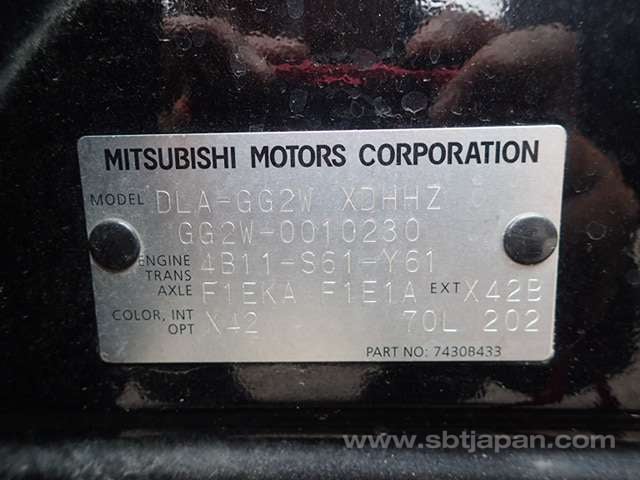 MITSUBISHI MOTORS CORPORATION
MODEL DLA-GG2W XDHHZ
GG2W-0010230
ENGINE 4B11-S61-Y61
TRANS
AXLE F1EKA F1E1A EXT X42B
COLOR, INT X42 70L 202
OPT
PART NO: 74308433
www.sbtjapan.com